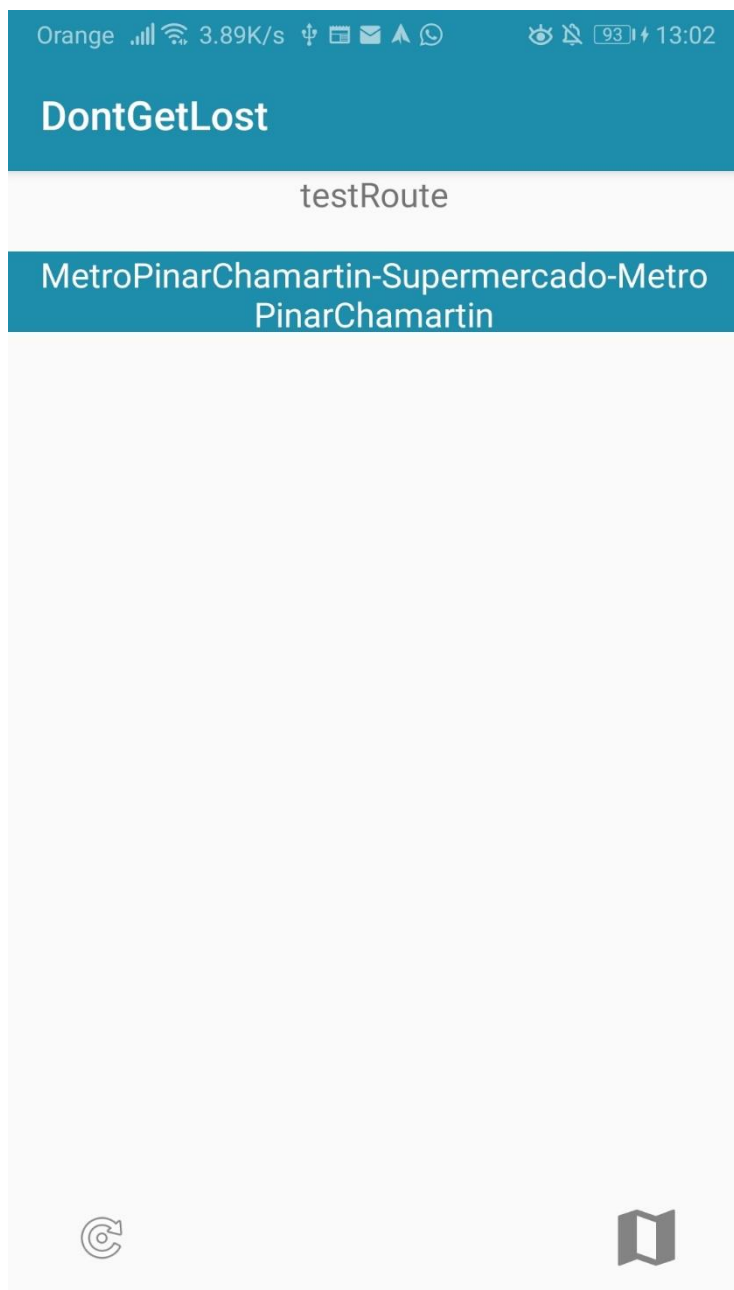 Orange 3.89K/s 93 13:02
DontGetLost
testRoute
MetroPinarChamartin-Supermercado-Metro
PinarChamartin